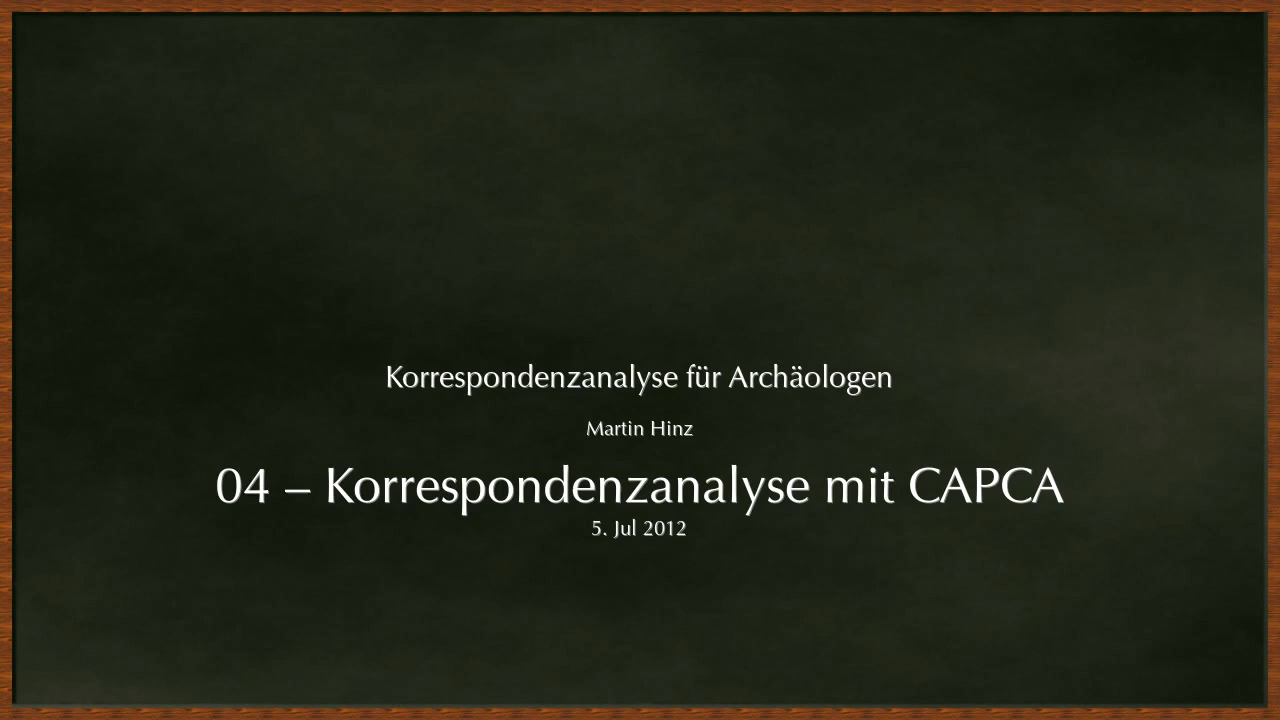 Korrespondenzanalyse für Archäologen
Martin Hinz
04 – Korrespondenzanalyse mit CAPCA
5. Jul 2012